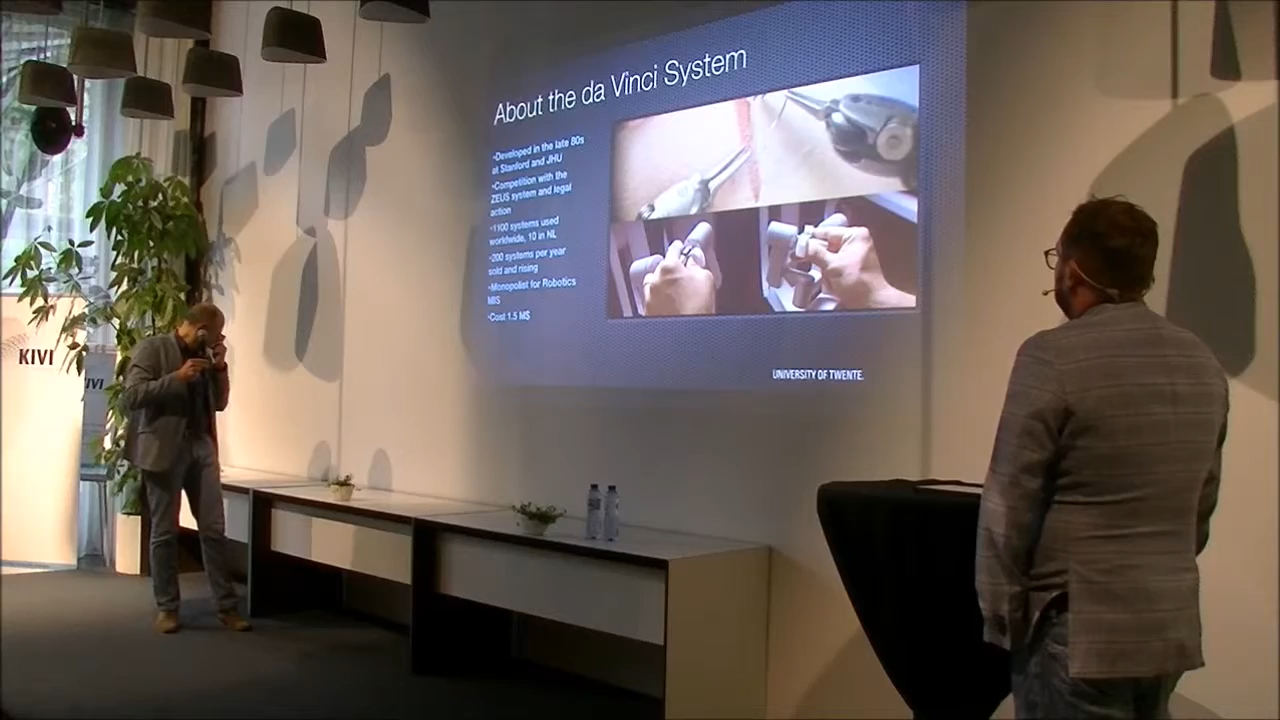 About the da Vinci System
•Developed in the late 80s
at Stanford and JHU
•Competition with the
ZEUS system and legal
action
•1100 systems used
worldwide, 10 in NL
•200 systems per year
sold and rising
•Monopolist for Robotics
MIS
•Cost 1.5 M$
UNIVERSITY OF TWENTE.
KIVI
KIVI